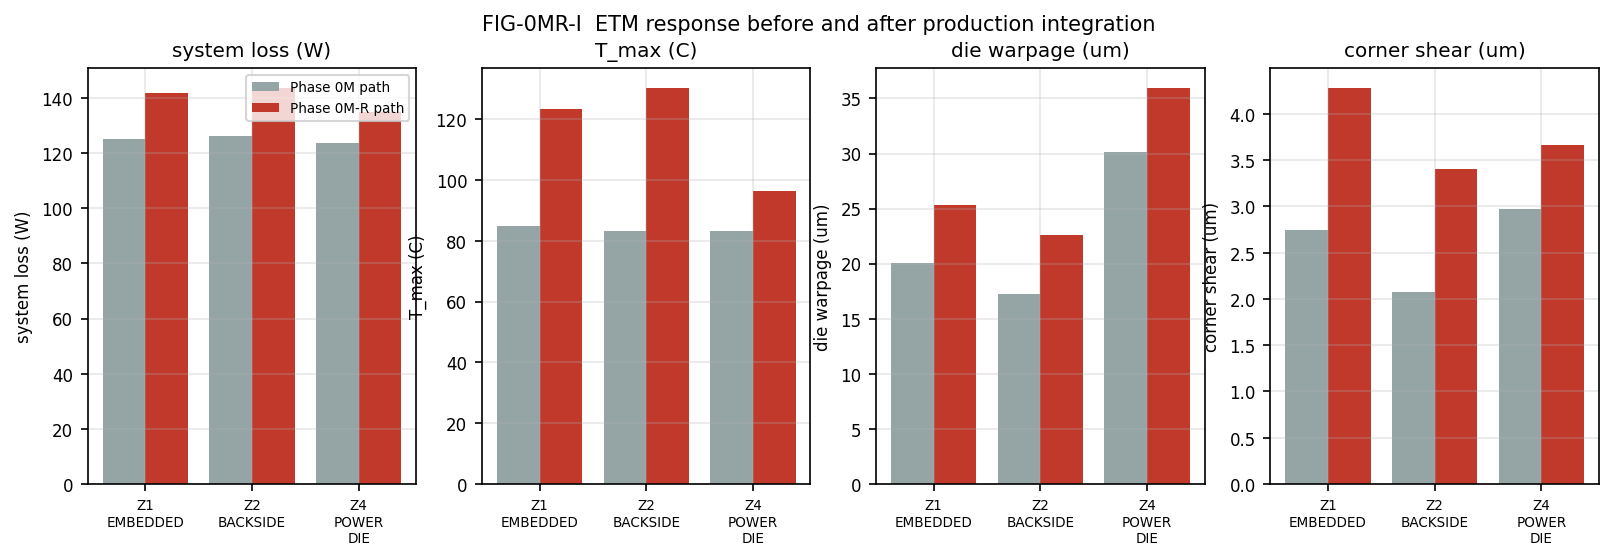 FIG-0MR-I  ETM response before and after production integration
system loss (W)
system loss (W)
140
120
100
80
60
40
20
0
Phase 0M path
Phase 0M-R path
Z1
EMBEDDED
Z2
BACKSIDE
Z4
POWER
DIE
T_max (C)
T_max (C)
120
100
80
60
40
20
0
Z1
EMBEDDED
Z2
BACKSIDE
Z4
POWER
DIE
die warpage (um)
die warpage (um)
35
30
25
20
15
10
5
0
Z1
EMBEDDED
Z2
BACKSIDE
Z4
POWER
DIE
corner shear (um)
corner shear (um)
4.0
3.5
3.0
2.5
2.0
1.5
1.0
0.5
0.0
Z1
EMBEDDED
Z2
BACKSIDE
Z4
POWER
DIE